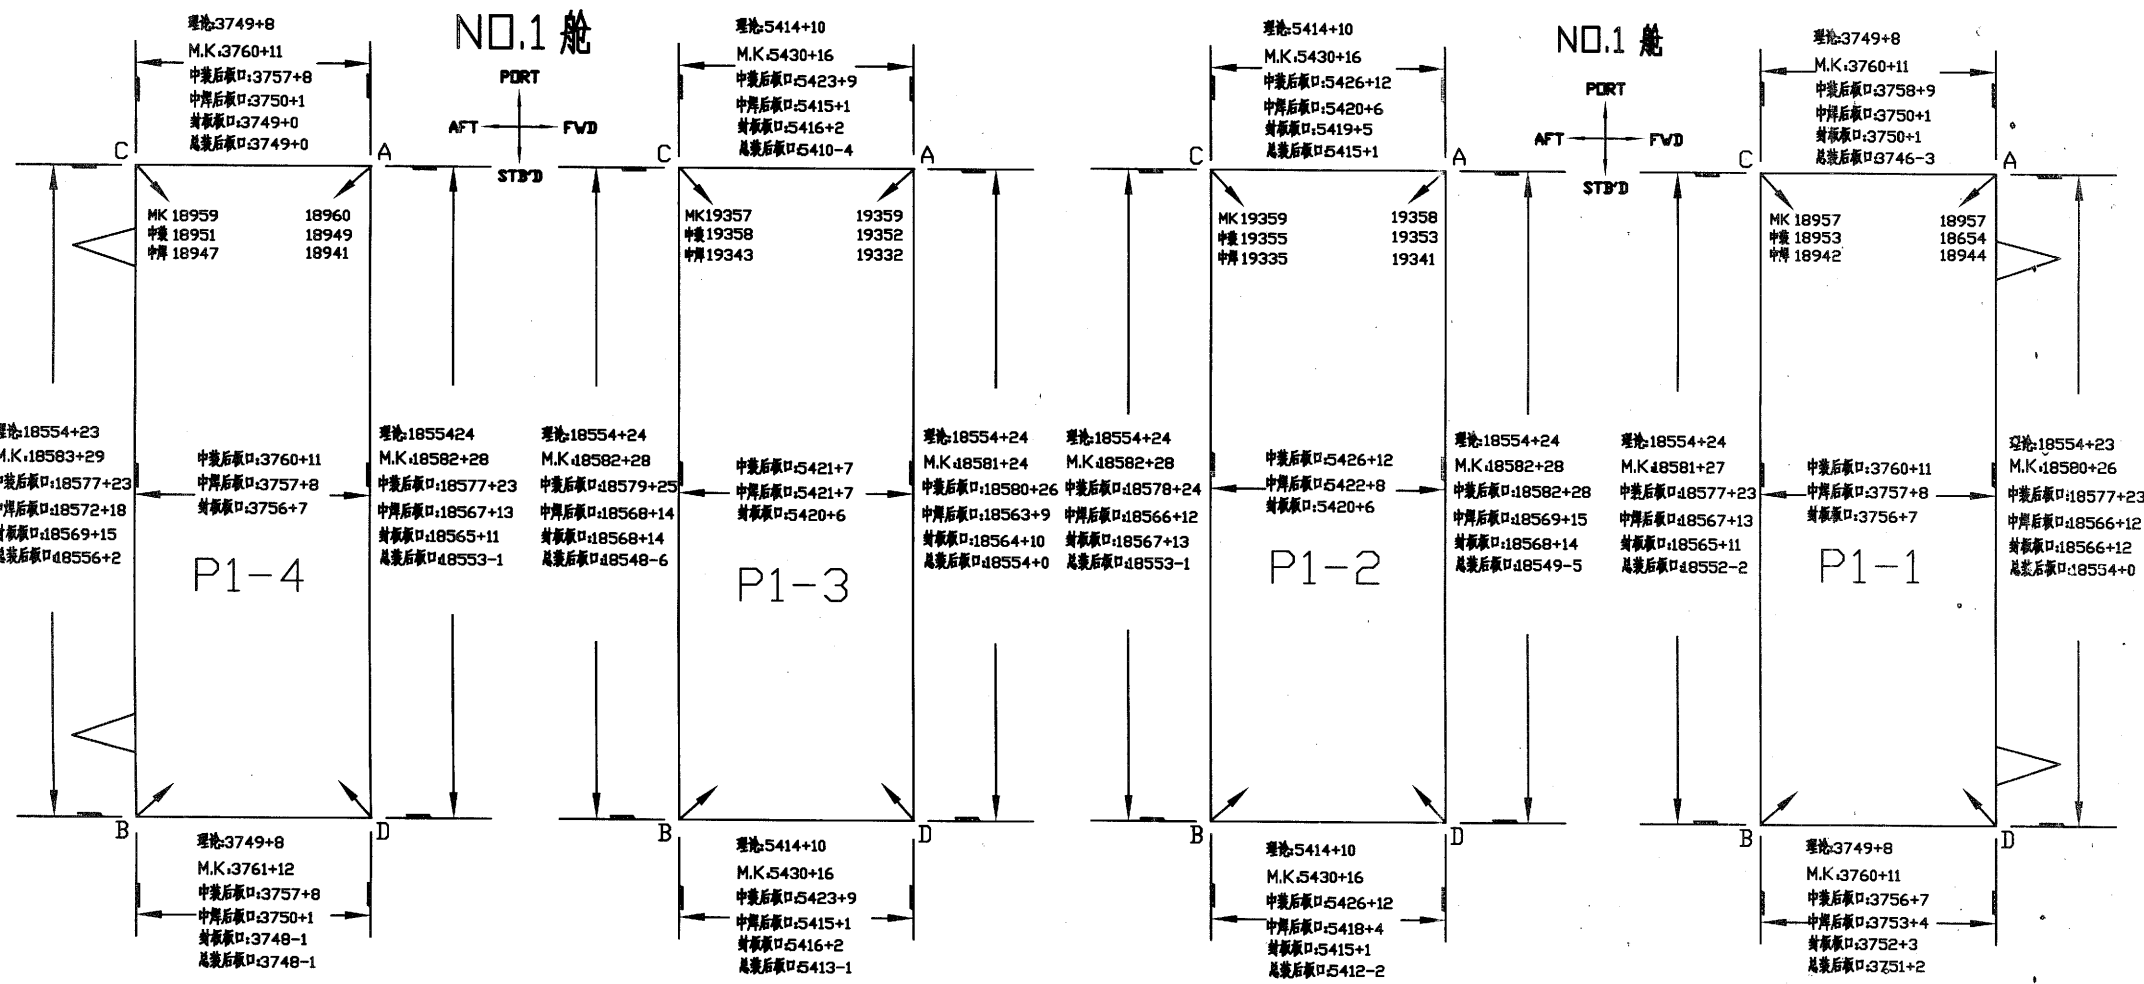 NO.1 舱
PORT
AFT
FWD
STB'D
理论:3749+8
M.K:3760+11
中装后板口:3757+8
中焊后板口:3750+1
封板板口:3749+0
总装后板口:3749+0
C
A
MK 18959
18960
中装 18951
18949
中焊 18947
18941
理论:18554+23
M.K:18583+29
中装后板口:18577+23
中焊后板口:18572+18
封板板口:18569+15
总装后板口:18556+2
中装后板口:3760+11
中焊后板口:3757+8
封板板口:3756+7
P1-4
理论:1855424
M.K:18582+28
中装后板口:18577+23
中焊后板口:18567+13
封板板口:18565+11
总装后板口:18553-1
B
D
理论:3749+8
M.K:3761+12
中装后板口:3757+8
中焊后板口:3750+1
封板板口:3748-1
总装后板口:3748-1
理论:5414+10
M.K:5430+16
中装后板口:5423+9
中焊后板口:5415+1
封板板口:5416+2
总装后板口:5410-4
C
A
MK19357
19359
中装 19358
19352
中焊 19343
19332
理论:18554+24
M.K:18582+28
中装后板口:18579+25
中焊后板口:18568+14
封板板口:18568+14
总装后板口:18548-6
中装后板口:5421+7
中焊后板口:5421+7
封板板口:5420+6
P1-3
理论:18554+24
M.K:18581+24
中装后板口:18580+26
中焊后板口:18563+9
封板板口:18564+10
总装后板口:18554+0
B
D
理论:5414+10
M.K:5430+16
中装后板口:5423+9
中焊后板口:5415+1
封板板口:5416+2
总装后板口:5413-1
理论:5414+10
M.K:5430+16
中装后板口:5426+12
中焊后板口:5420+6
封板板口:5419+5
总装后板口:5415+1
C
A
MK 19359
19358
中装 19355
19353
中焊 19335
19341
理论:18554+24
M.K:18582+28
中装后板口:18578+24
中焊后板口:18566+12
封板板口:18567+13
总装后板口:18553-1
中装后板口:5426+12
中焊后板口:5422+8
封板板口:5420+6
P1-2
理论:18554+24
M.K:18582+28
中装后板口:18582+28
中焊后板口:18569+15
封板板口:18568+14
总装后板口:18549-5
B
D
理论:5414+10
M.K:5430+16
中装后板口:5426+12
中焊后板口:5418+4
封板板口:5415+1
总装后板口:5412-2
NO.1 舱
PORT
AFT
FWD
STB'D
理论:3749+8
M.K:3760+11
中装后板口:3758+9
中焊后板口:3750+1
封板板口:3750+1
总装后板口:3746-3
C
A
MK 18957
18957
中装 18953
18654
中焊 18942
18944
理论:18554+24
M.K:18581+27
中装后板口:18577+23
中焊后板口:18567+13
封板板口:18565+11
总装后板口:18552-2
中装后板口:3760+11
中焊后板口:3757+8
封板板口:3756+7
P1-1
理论:18554+23
M.K:18580+26
中装后板口:18577+23
中焊后板口:18566+12
封板板口:18566+12
总装后板口:18554+0
B
D
理论:3749+8
M.K:3760+11
中装后板口:3756+7
中焊后板口:3753+4
封板板口:3752+3
总装后板口:3751+2